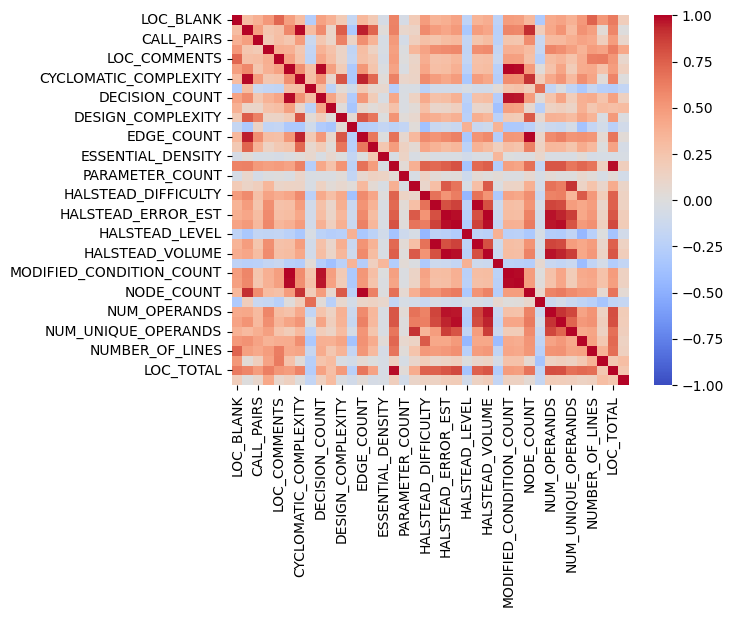 LOC_BLANK
CALL_PAIRS
LOC_COMMENTS
CYCLOMATIC_COMPLEXITY
DECISION_COUNT
DESIGN_COMPLEXITY
EDGE_COUNT
ESSENTIAL_DENSITY
PARAMETER_COUNT
HALSTEAD_DIFFICULTY
HALSTEAD_ERROR_EST
HALSTEAD_LEVEL
HALSTEAD_VOLUME
MODIFIED_CONDITION_COUNT
NODE_COUNT
NUM_OPERANDS
NUM_UNIQUE_OPERANDS
NUMBER_OF_LINES
LOC_TOTAL
LOC_BLANK
CALL_PAIRS
LOC_COMMENTS
CYCLOMATIC_COMPLEXITY
DECISION_COUNT
DESIGN_COMPLEXITY
EDGE_COUNT
ESSENTIAL_DENSITY
PARAMETER_COUNT
HALSTEAD_DIFFICULTY
HALSTEAD_ERROR_EST
HALSTEAD_LEVEL
HALSTEAD_VOLUME
MODIFIED_CONDITION_COUNT
NODE_COUNT
NUM_OPERANDS
NUM_UNIQUE_OPERANDS
NUMBER_OF_LINES
LOC_TOTAL
1.00
0.75
0.50
0.25
0.00
−0.25
−0.50
−0.75
−1.00